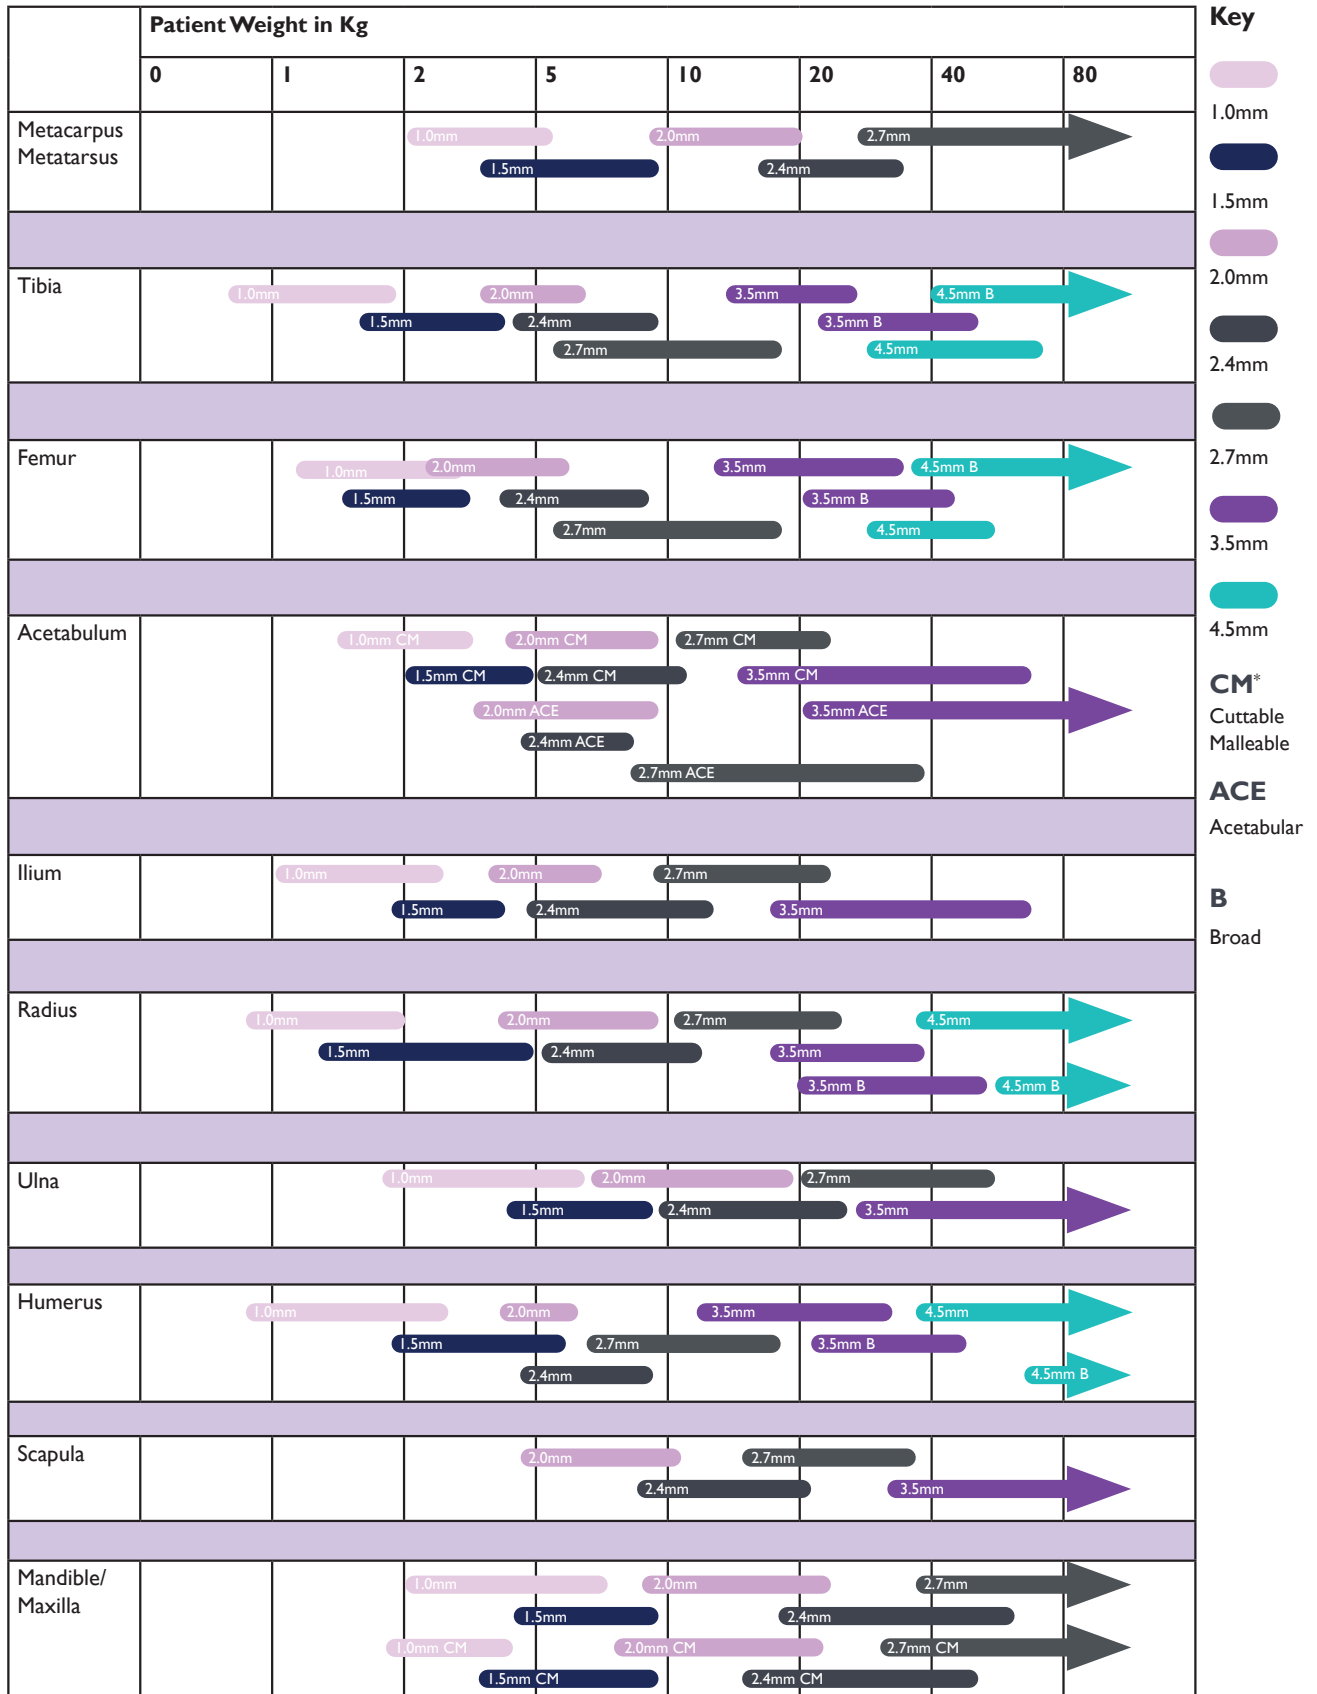 Patient Weight in Kg
0 1 2 5 10 20 40 80
Metacarpus
Metatarsus
1.0mm 2.0mm 2.7mm
1.5mm 2.4mm
Tibia
1.0mm 2.0mm 3.5mm 4.5mm B
1.5mm 2.4mm 3.5mm B
2.7mm 4.5mm
Femur
1.0mm 2.0mm 3.5mm 4.5mm B
1.5mm 2.4mm 3.5mm B
2.7mm 4.5mm
Acetabulum
1.0mm CM 2.0mm CM 2.7mm CM
1.5mm CM 2.4mm CM 3.5mm CM
2.0mm ACE 3.5mm ACE
2.4mm ACE
2.7mm ACE
Ilium
1.0mm 2.0mm 2.7mm
1.5mm 2.4mm 3.5mm
Radius
1.0mm 2.0mm 2.7mm 4.5mm
1.5mm 2.4mm 3.5mm
3.5mm B 4.5mm B
Ulna
1.0mm 2.0mm 2.7mm
1.5mm 2.4mm 3.5mm
Humerus
1.0mm 2.0mm 3.5mm 4.5mm
1.5mm 2.7mm 3.5mm B
2.4mm 4.5mm B
Scapula
2.0mm 2.7mm
2.4mm 3.5mm
Mandible/
Maxilla
1.0mm 2.0mm 2.7mm
1.5mm 2.4mm
1.0mm CM 2.0mm CM 2.7mm CM
1.5mm CM 2.4mm CM
Key
1.0mm
1.5mm
2.0mm
2.4mm
2.7mm
3.5mm
4.5mm
CM*
Cuttable
Malleable
ACE
Acetabular
B
Broad